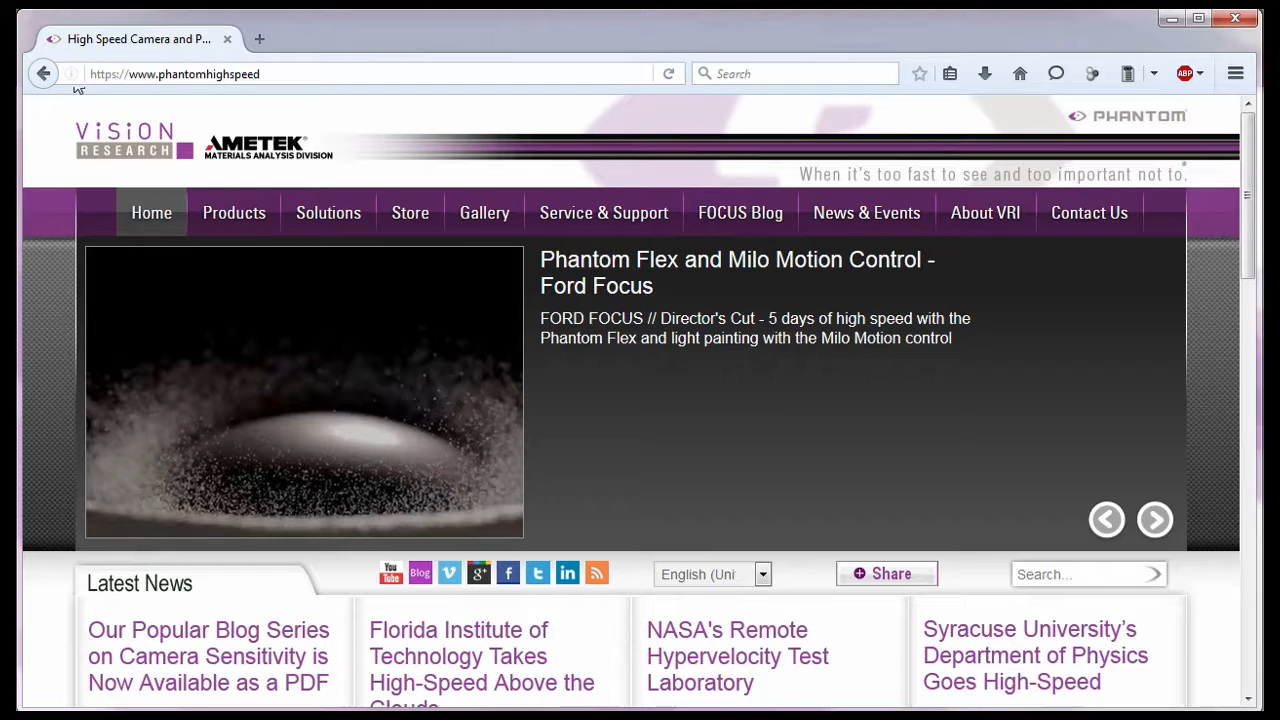 High Speed Camera and P...
https://www.phantomhighspeed
Search
ABP
ViSiON
RESEARCH
AMETEK®
MATERIALS ANALYSIS DIVISION
PHANTOM
When it's too fast to see and too important not to.
Home Products Solutions Store Gallery Service & Support FOCUS Blog News & Events About VRI Contact Us
Phantom Flex and Milo Motion Control -
Ford Focus
FORD FOCUS // Director's Cut - 5 days of high speed with the
Phantom Flex and light painting with the Milo Motion control
Latest News
You Tube Blog
English (Uni
Share
Search...
Our Popular Blog Series
on Camera Sensitivity is
Now Available as a PDF
Florida Institute of
Technology Takes
High-Speed Above the
Clouds
NASA's Remote
Hypervelocity Test
Laboratory
Syracuse University's
Department of Physics
Goes High-Speed